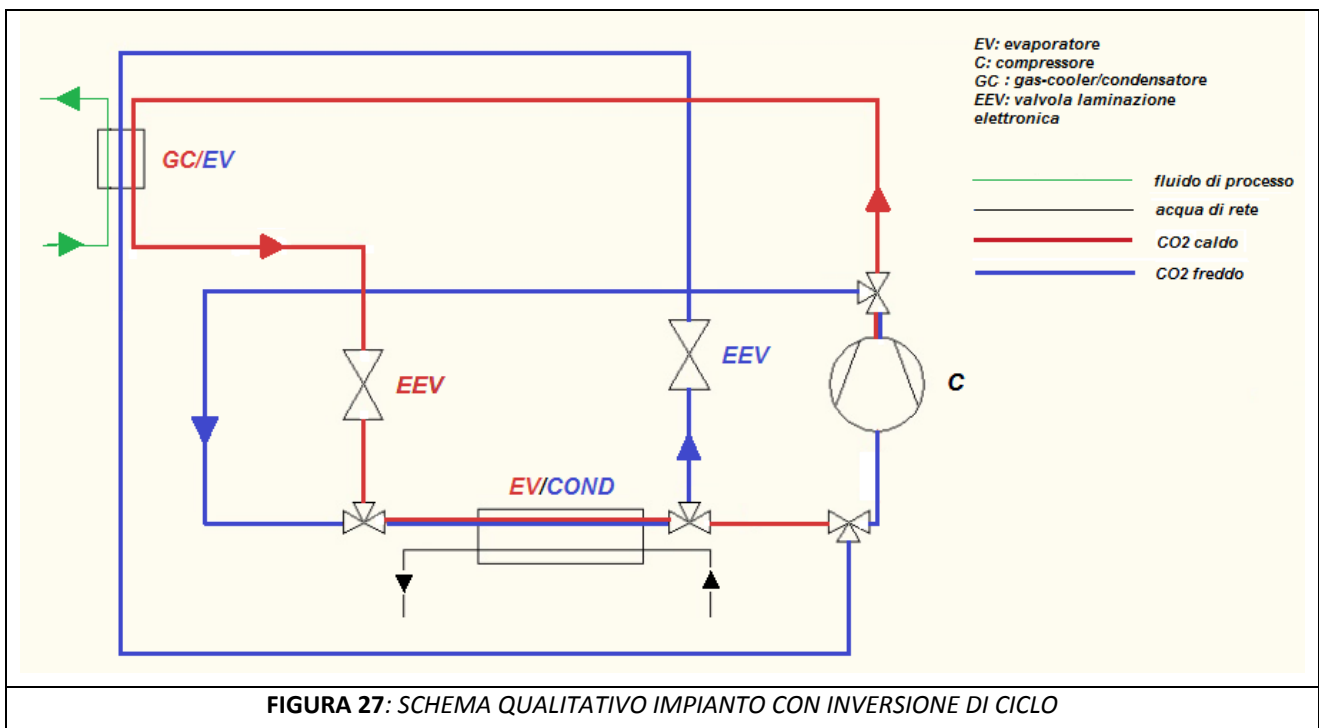 EV: evaporatore
C: compressore
GC : gas-cooler/condensatore
EEV: valvola laminazione
elettronica
fluido di processo
acqua di rete
CO2 caldo
CO2 freddo
GC/EV
EEV
EEV
C
EV/COND
FIGURA 27: SCHEMA QUALITATIVO IMPIANTO CON INVERSIONE DI CICLO